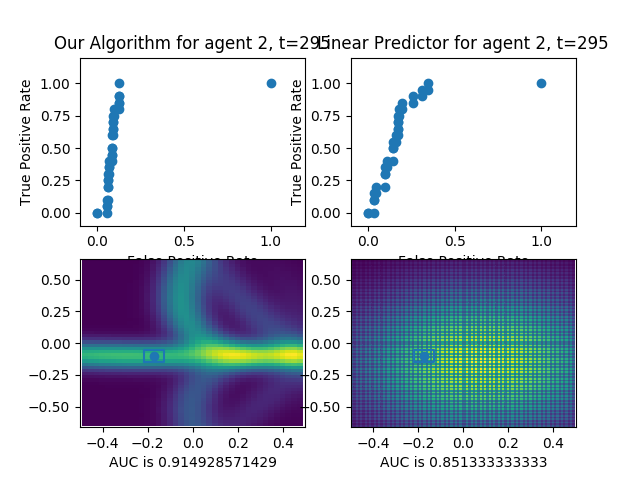 Our Algorithm for agent 2, t=295
Linear Predictor for agent 2, t=295
True Positive Rate
1.00
0.75
0.50
0.25
0.00
0.0 0.5 1.0
False Positive Rate
True Positive Rate
1.00
0.75
0.50
0.25
0.00
0.0 0.5 1.0
False Positive Rate
0.50
0.25
0.00
−0.25
−0.50
−0.4 −0.2 0.0 0.2 0.4
AUC is 0.914928571429
0.50
0.25
0.00
−0.25
−0.50
−0.4 −0.2 0.0 0.2 0.4
AUC is 0.851333333333